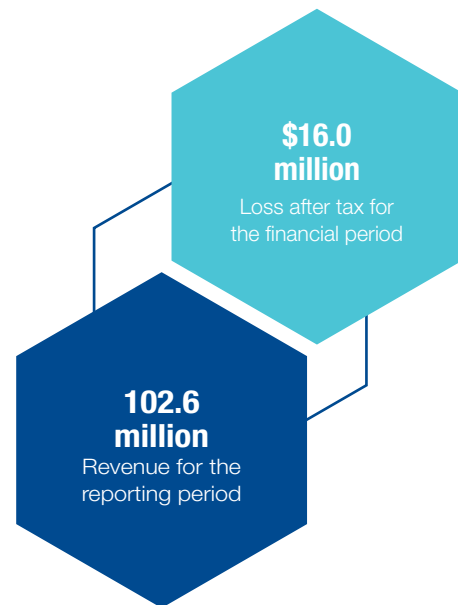 $16.0
million
Loss after tax for
the financial period
102.6
million
Revenue for the
reporting period